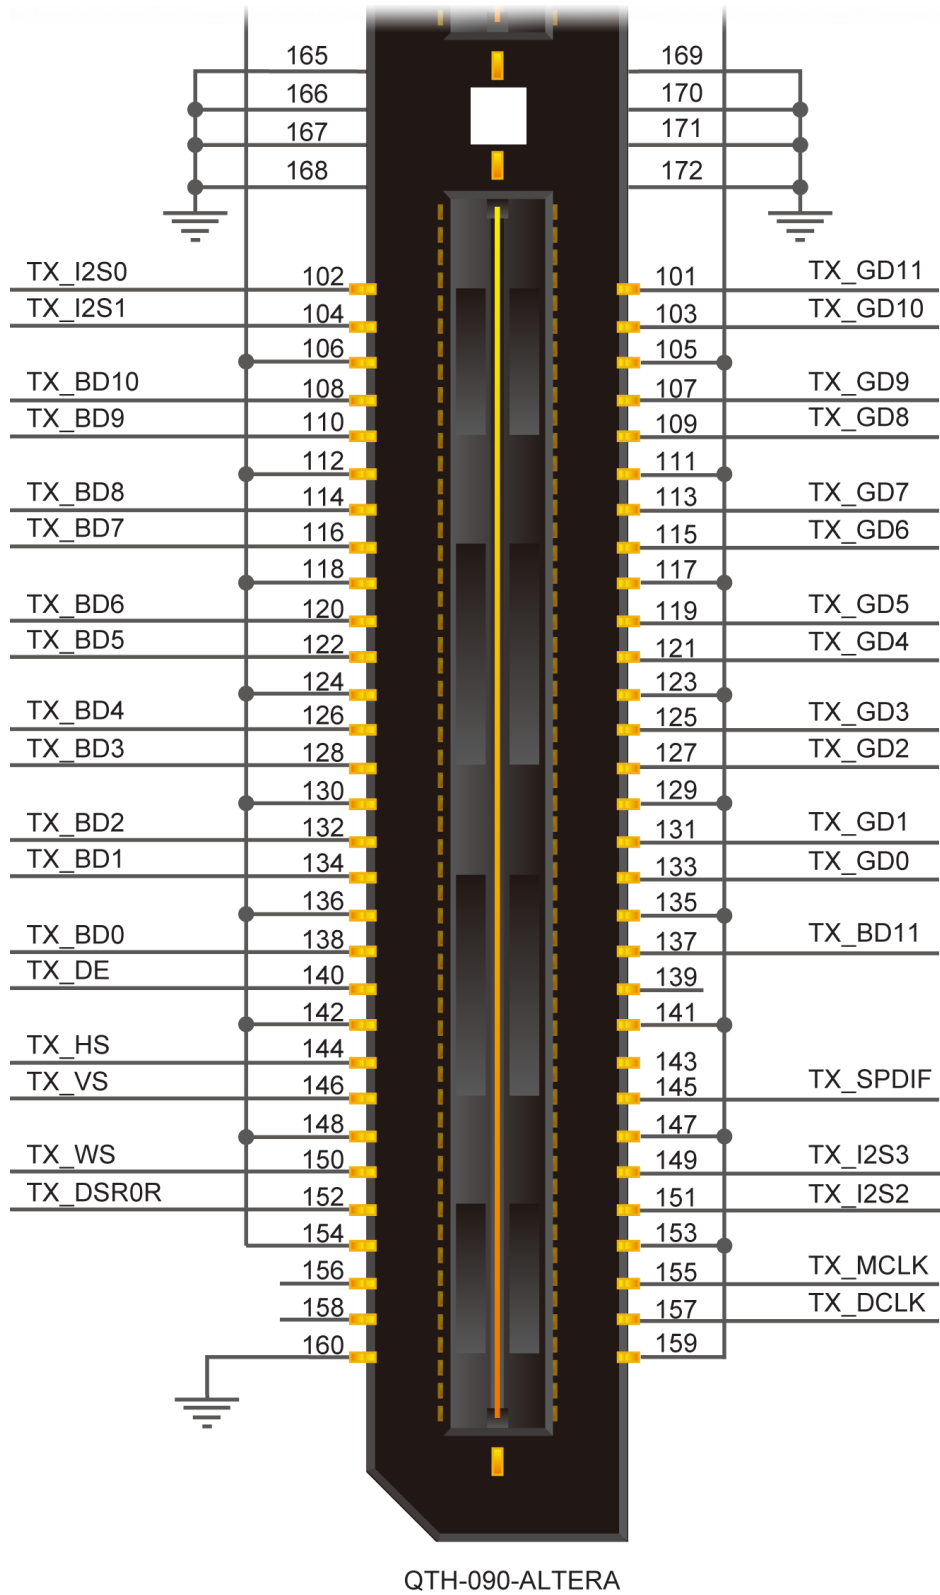 165 169
166 170
167 171
168 172
TX_I2S0 102 101 TX_GD11
TX_I2S1 104 103 TX_GD10
106 105
TX_BD10 108 107 TX_GD9
TX_BD9 110 109 TX_GD8
112 111
TX_BD8 114 113 TX_GD7
TX_BD7 116 115 TX_GD6
118 117
TX_BD6 120 119 TX_GD5
TX_BD5 122 121 TX_GD4
124 123
TX_BD4 126 125 TX_GD3
TX_BD3 128 127 TX_GD2
130 129
TX_BD2 132 131 TX_GD1
TX_BD1 134 133 TX_GD0
136 135
TX_BD0 138 137 TX_BD11
TX_DE 140 139
142 141
TX_HS 144 143
TX_VS 146 145 TX_SPDIF
148 147
TX_WS 150 149 TX_I2S3
TX_DSR0R 152 151 TX_I2S2
154 153
156 155 TX_MCLK
158 157 TX_DCLK
160 159
QTH-090-ALTERA